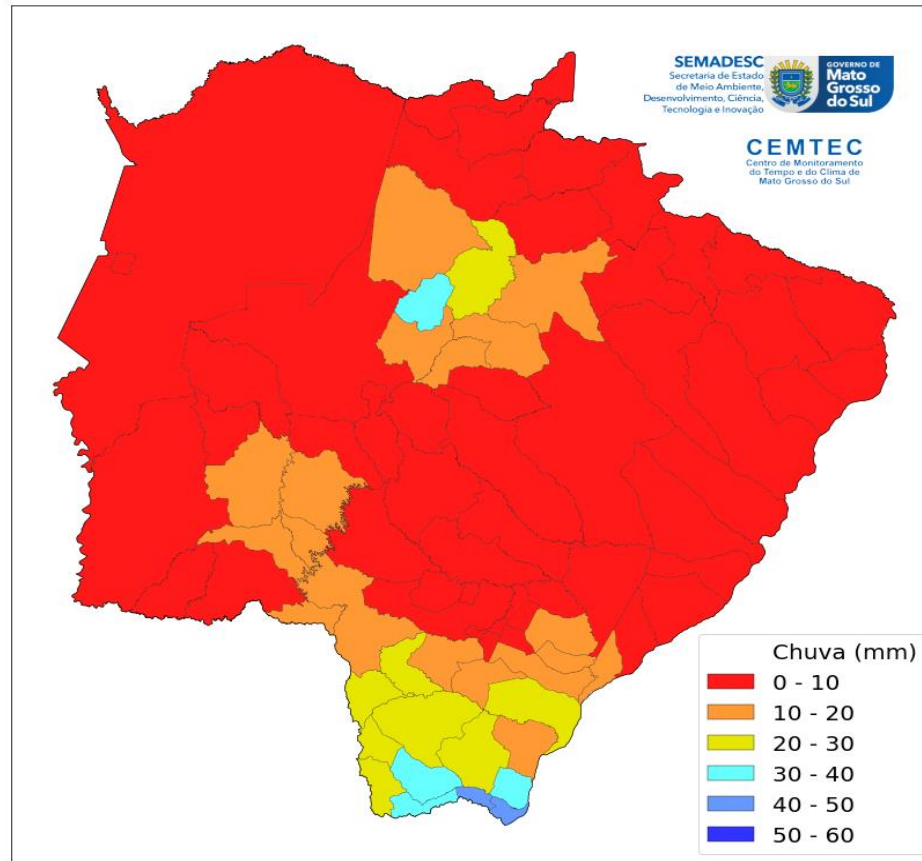 SEMADESC
Secretaria de Estado
de Meio Ambiente,
Desenvolvimento, Ciência,
Tecnologia e Inovação
GOVERNO DE
Mato
Grosso
do Sul
CEMTEC
Centro de Monitoramento
do Tempo e do Clima de
Mato Grosso do Sul
Chuva (mm)
0 - 10
10 - 20
20 - 30
30 - 40
40 - 50
50 - 60